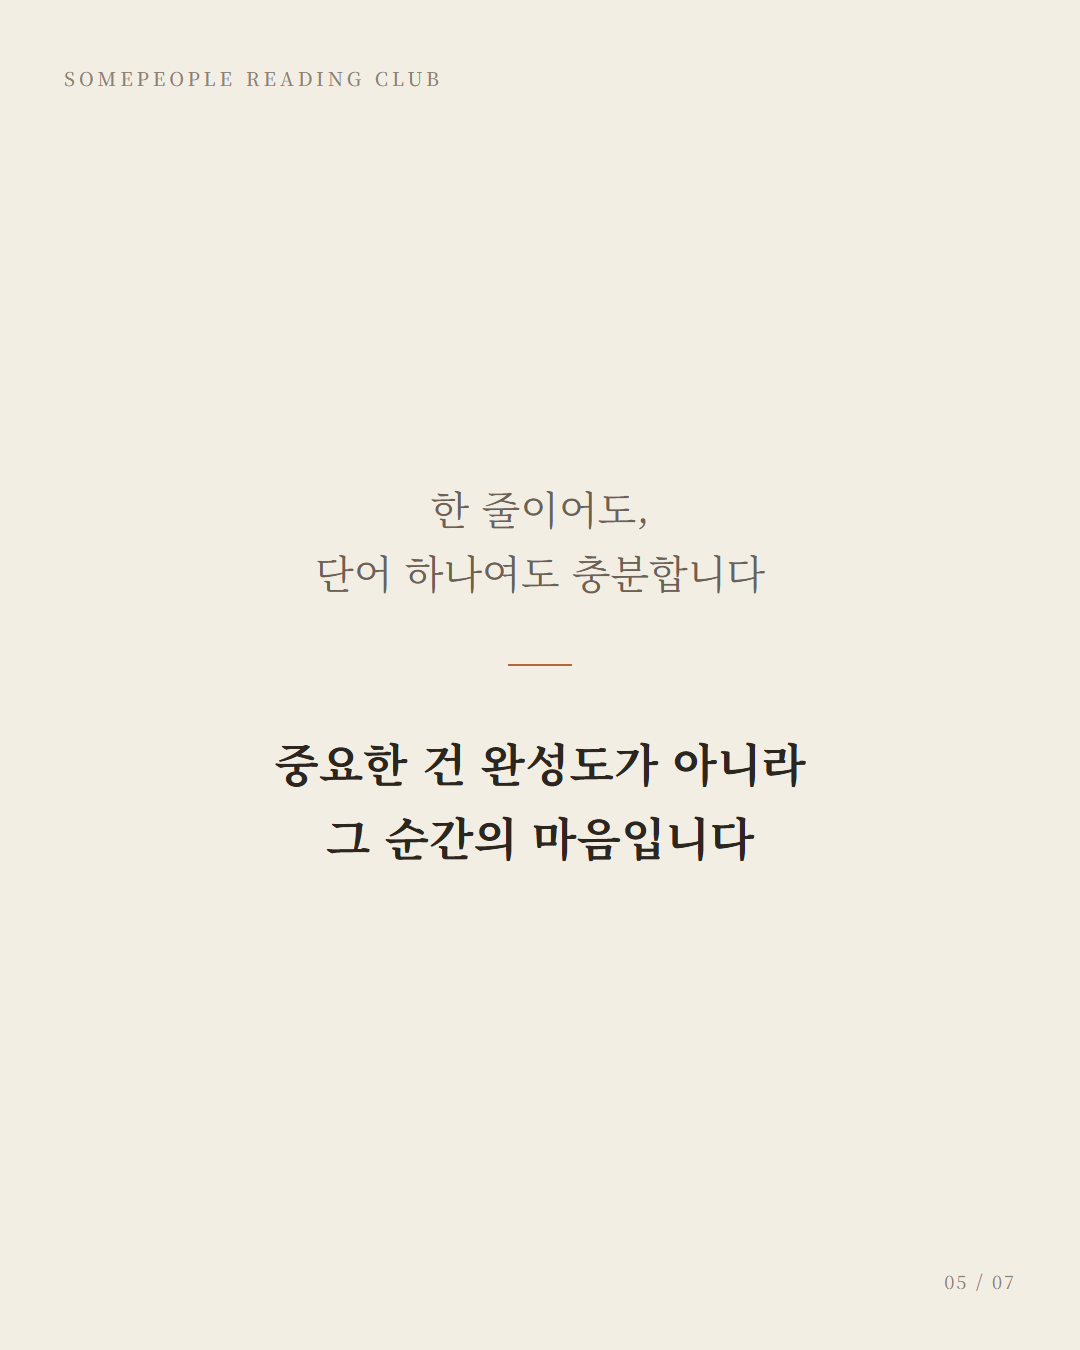 SOMEPEOPLE READING CLUB
한 줄이어도,
단어 하나여도 충분합니다
중요한 건 완성도가 아니라
그 순간의 마음입니다
05 / 07